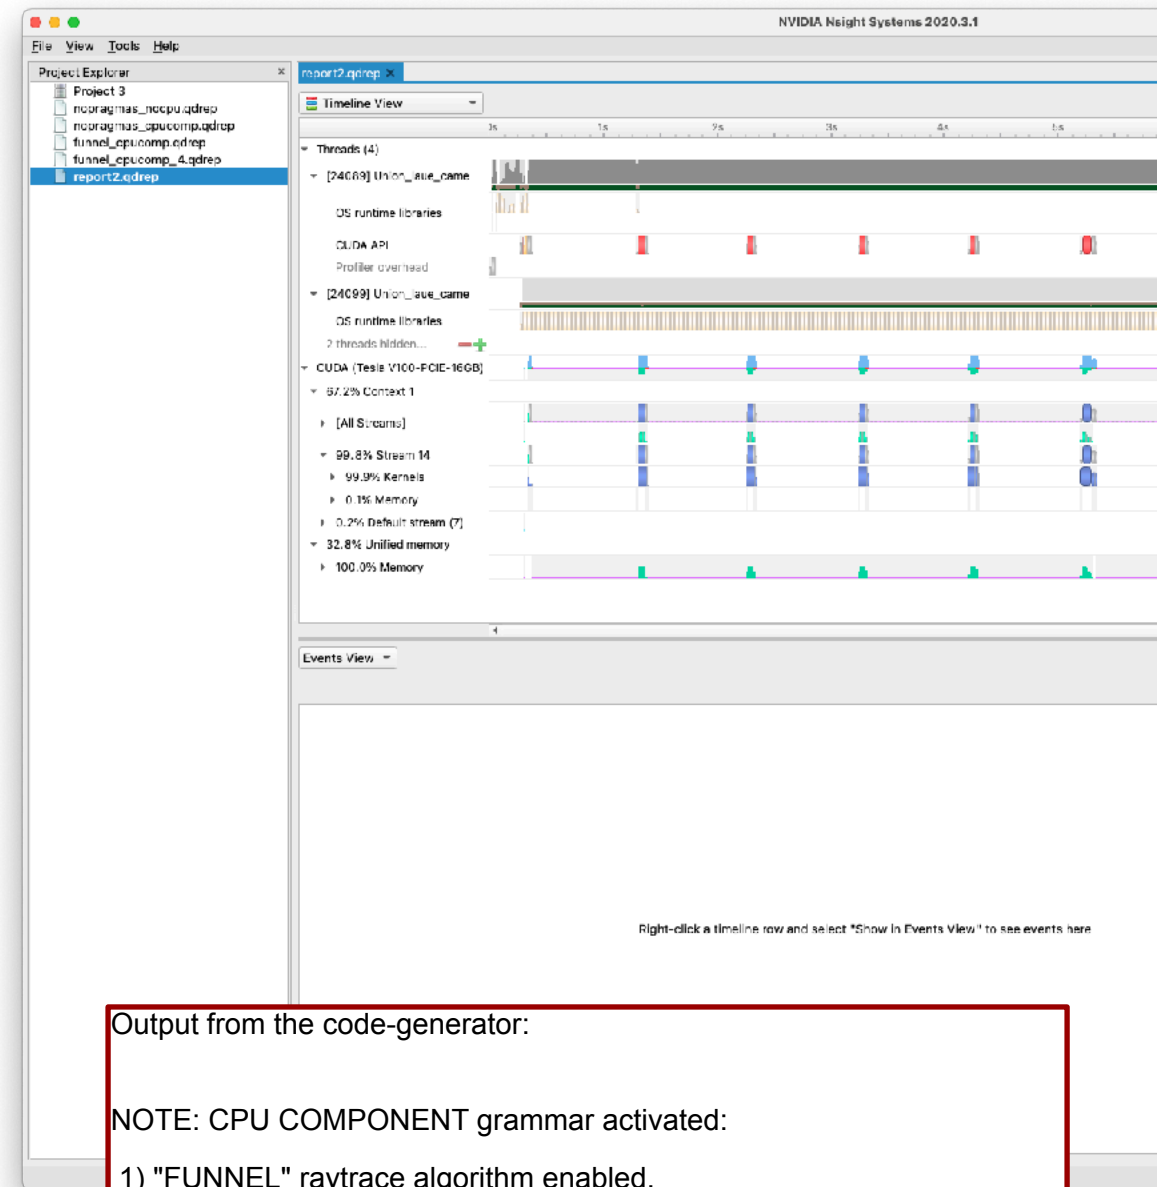 NVIDIA Nsight Systems 2020.3.1
File View Tools Help
Project Explorer
report2.qdrep
Project 3
nopragmas_nocpu.qdrep
nopragmas_cpucomp.qdrep
funnel_cpucomp.qdrep
funnel_cpucomp_4.qdrep
report2.qdrep
Timeline View
0s 1s 2s 3s 4s 5s
Threads (4)
[24089] Union_laue_came
OS runtime libraries
CUDA API
Profiler overhead
[24099] Union_laue_came
OS runtime libraries
2 threads hidden...
CUDA (Tesla V100-PCIE-16GB)
67.2% Context 1
[All Streams]
99.8% Stream 14
99.9% Kernels
0.1% Memory
0.2% Default stream (7)
32.8% Unified memory
100.0% Memory
Events View
Right-click a timeline row and select "Show in Events View" to see events here
Output from the code-generator:
NOTE: CPU COMPONENT grammar activated:
1) "FUNNEL" raytrace algorithm enabled.